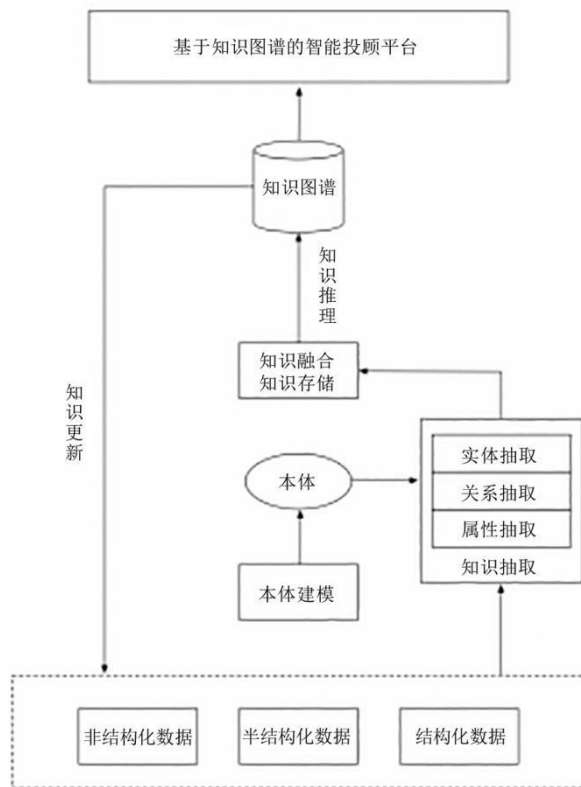 基于知识图谱的智能投顾平台
知识图谱
知识推理
知识融合
知识存储
知识更新
实体抽取
关系抽取
属性抽取
知识抽取
本体
本体建模
非结构化数据
半结构化数据
结构化数据